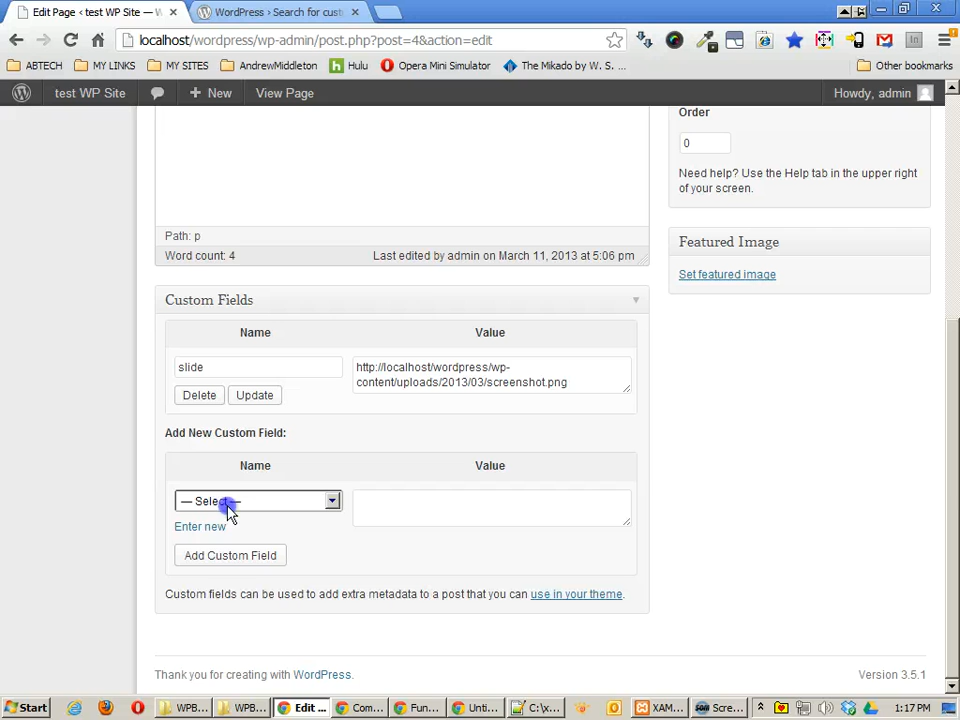 Edit Page < test WP Site — W
WordPress › Search for cust
localhost/wordpress/wp-admin/post.php?post=4&action=edit
ABTECH
MY LINKS
MY SITES
AndrewMiddleton
Hulu
Opera Mini Simulator
The Mikado by W. S. ...
Other bookmarks
test WP Site
+ New
View Page
Howdy, admin
Order
0
Need help? Use the Help tab in the upper right
of your screen.
Path: p
Word count: 4
Last edited by admin on March 11, 2013 at 5:06 pm
Featured Image
Set featured image
Custom Fields
Name
Value
slide
http://localhost/wordpress/wp-
content/uploads/2013/03/screenshot.png
Delete
Update
Add New Custom Field:
Name
Value
— Select —
Enter new
Add Custom Field
Custom fields can be used to add extra metadata to a post that you can use in your theme.
Thank you for creating with WordPress.
Version 3.5.1
Start
WPB...
WPB...
Edit ...
Com...
Fun...
Unti...
C:\x...
XAM...
Scre...
1:17 PM